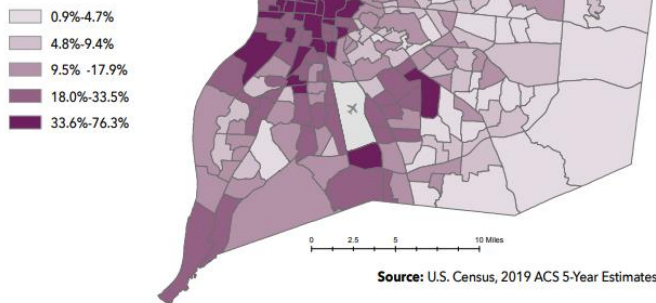 0.9%-4.7%
4.8%-9.4%
9.5% -17.9%
18.0%-33.5%
33.6%-76.3%
0 2.5 5 10 Miles
Source: U.S. Census, 2019 ACS 5-Year Estimates